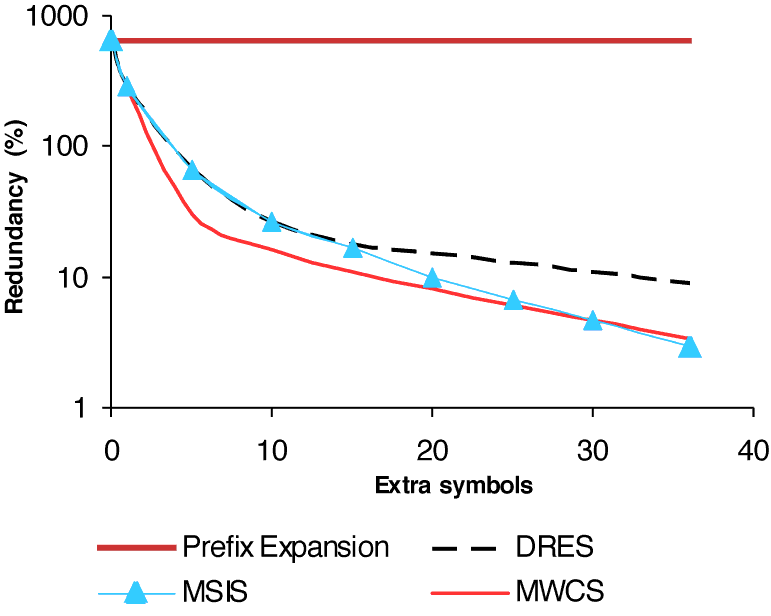 1000
100
10
1
Redundancy (%)
0 10 20 30 40
Extra symbols
Prefix Expansion DRES
MSIS MWCS